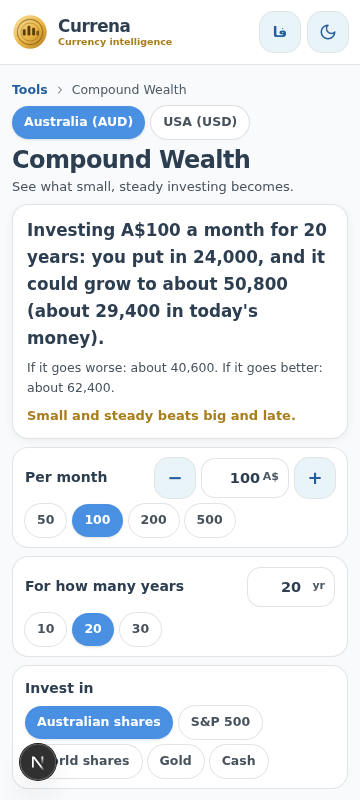 Currena
Currency intelligence
فا
Tools > Compound Wealth
Australia (AUD)
USA (USD)
Compound Wealth
See what small, steady investing becomes.
Investing A$100 a month for 20
years: you put in 24,000, and it
could grow to about 50,800
(about 29,400 in today's
money).
If it goes worse: about 40,600. If it goes better:
about 62,400.
Small and steady beats big and late.
Per month
− 100 A$ +
50 100 200 500
For how many years
20 yr
10 20 30
Invest in
Australian shares
S&P 500
N
shares
Gold
Cash